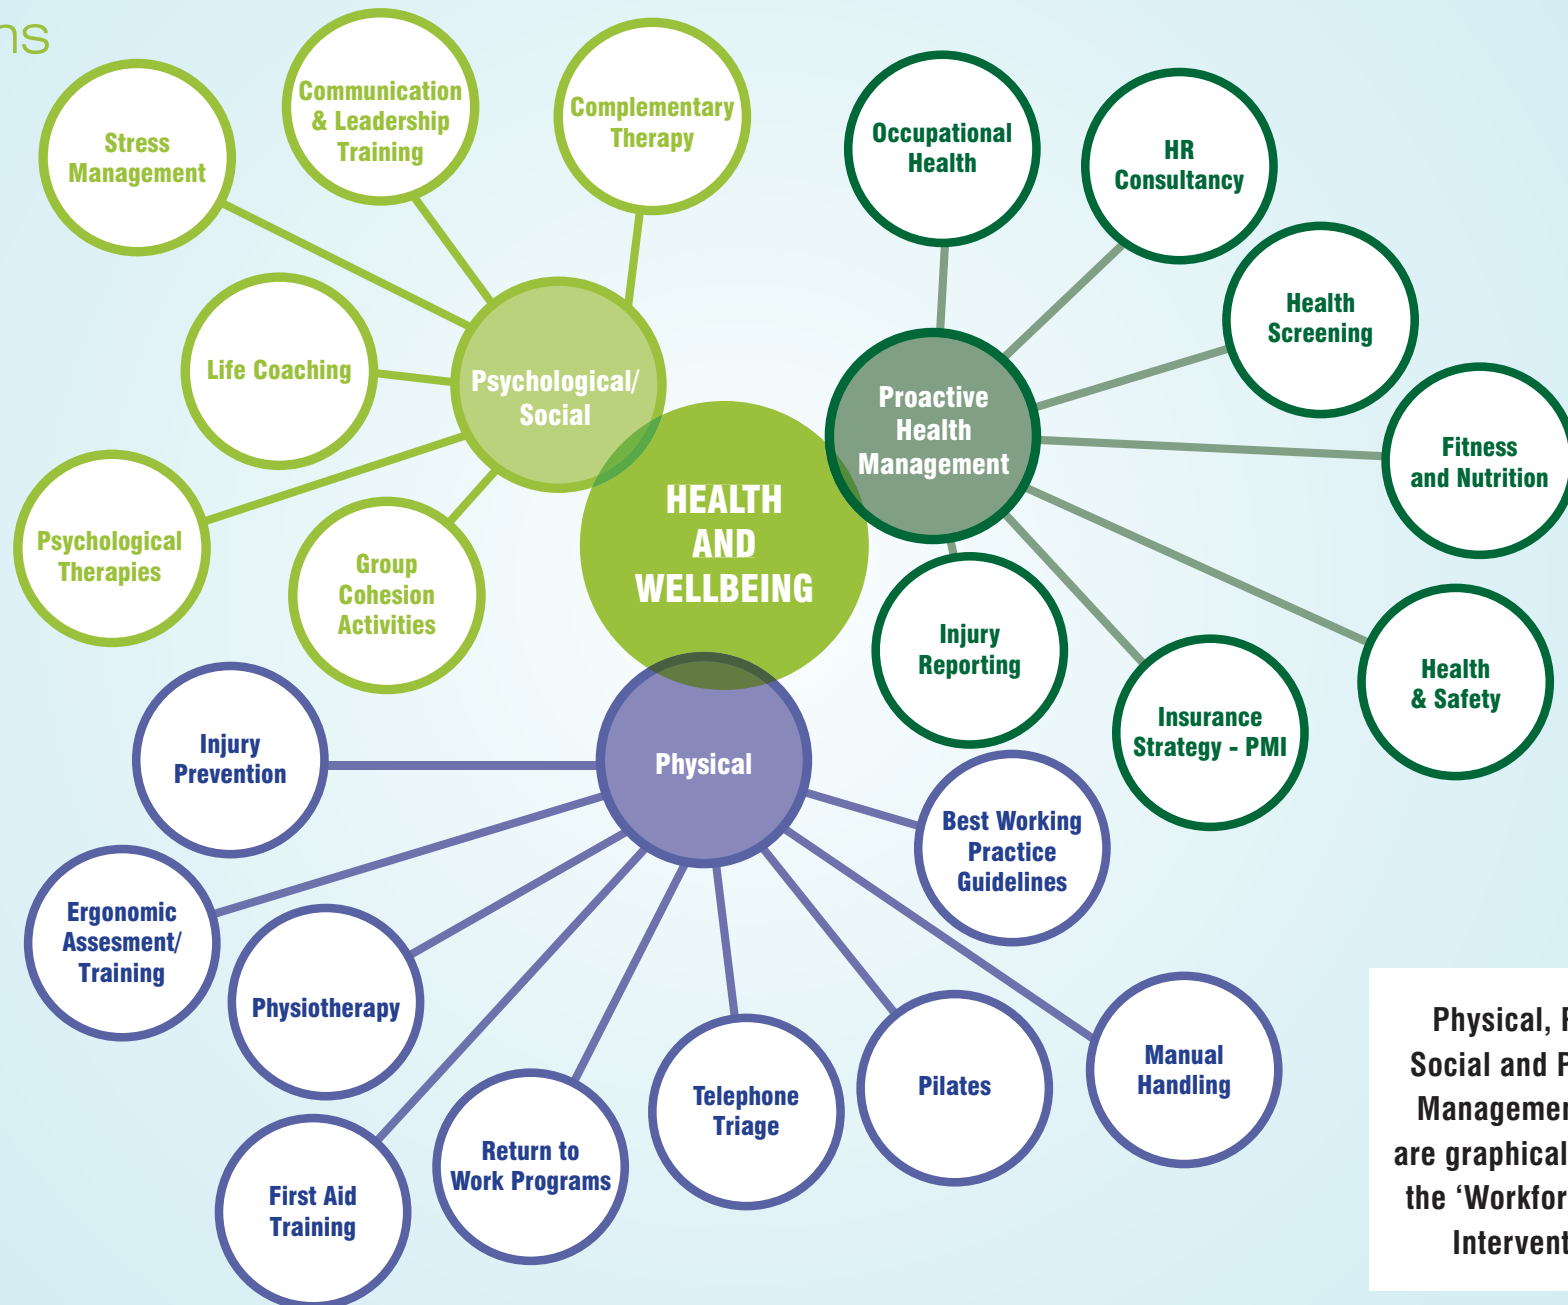 ns
Stress
Management
Communication
& Leadership
Training
Complementary
Therapy
Life Coaching
Psychological/
Social
Psychological
Therapies
Group
Cohesion
Activities
Occupational
Health
HR
Consultancy
Health
Screening
Proactive
Health
Management
Fitness
and Nutrition
HEALTH
AND
WELLBEING
Injury
Reporting
Insurance
Strategy - PMI
Health
& Safety
Physical
Injury
Prevention
Ergonomic
Assesment/
Training
Physiotherapy
First Aid
Training
Return to
Work Programs
Telephone
Triage
Pilates
Manual
Handling
Best Working
Practice
Guidelines
Physical, P
Social and P
Managemen
are graphical
the ‘Workfor
Intervent